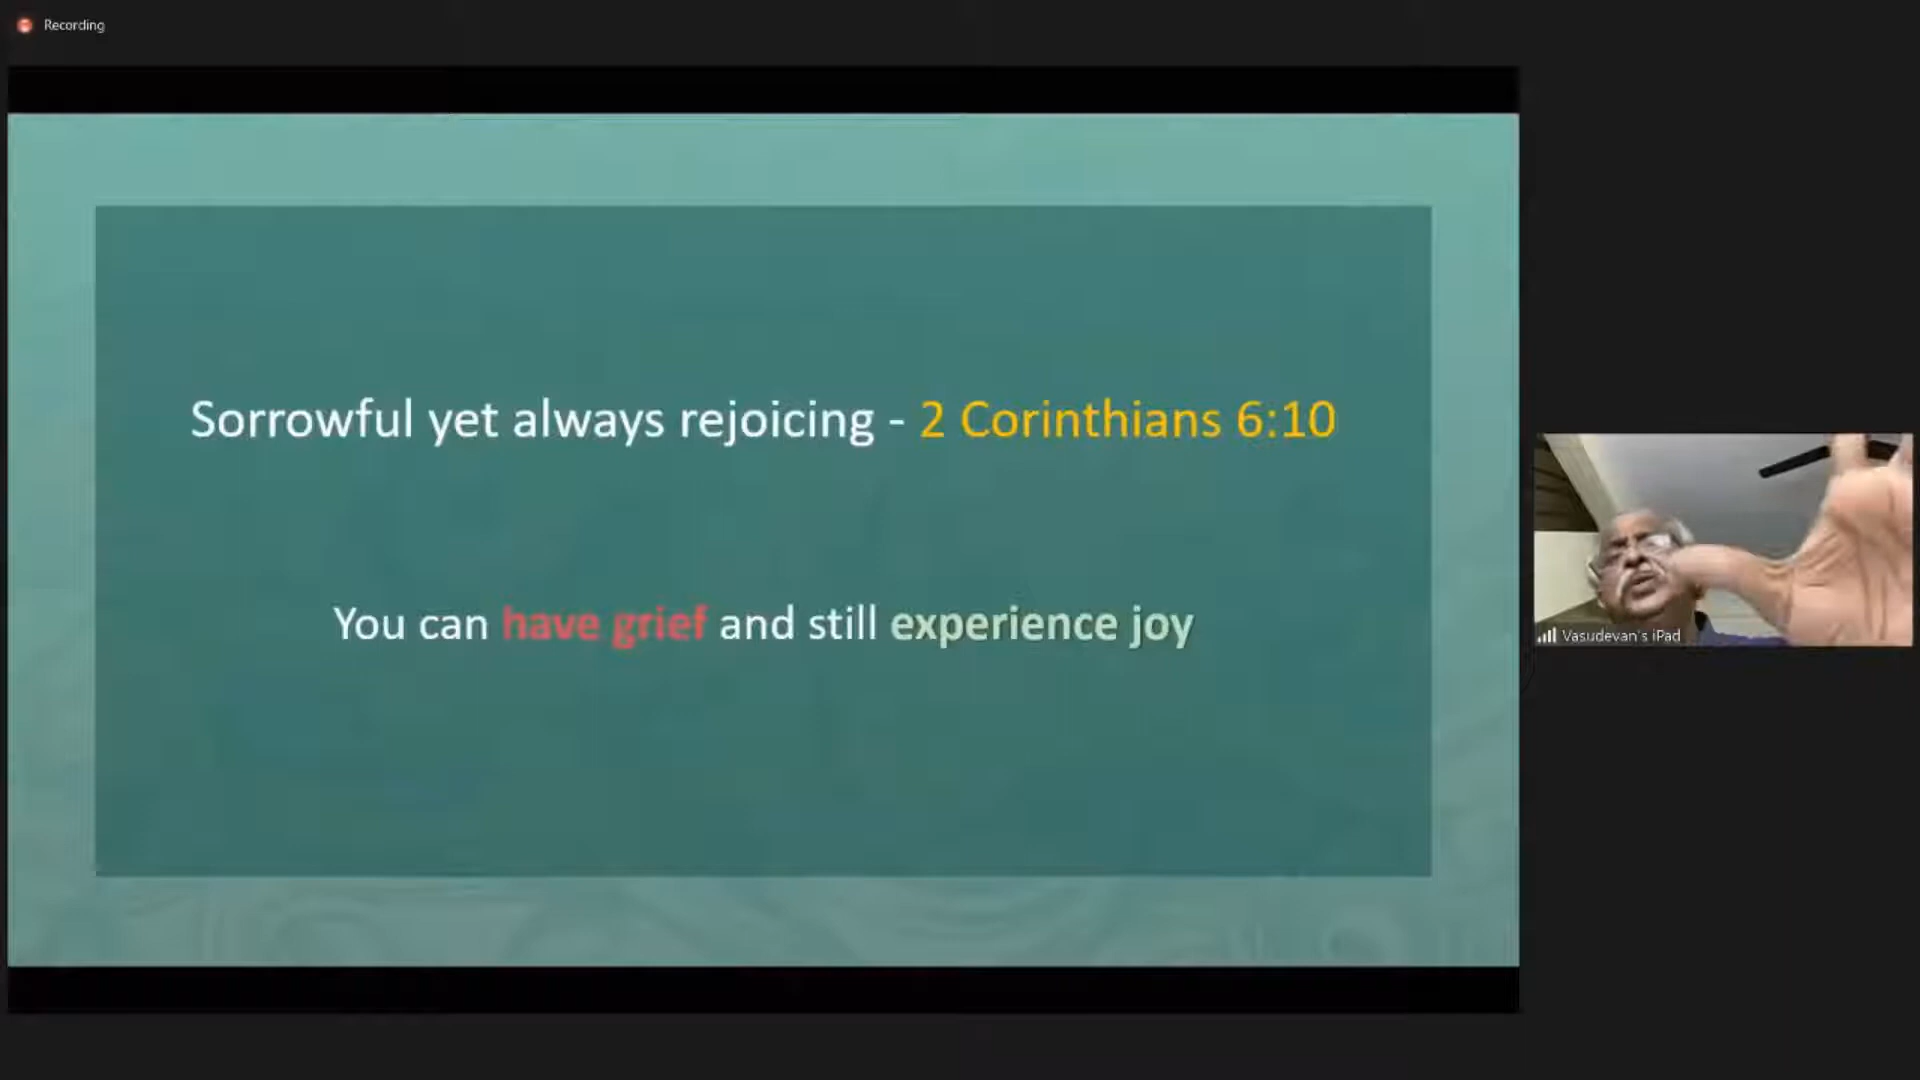 Recording
Sorrowful yet always rejoicing - 2 Corinthians 6:10
You can have grief and still experience joy
Vasudevan's iPad